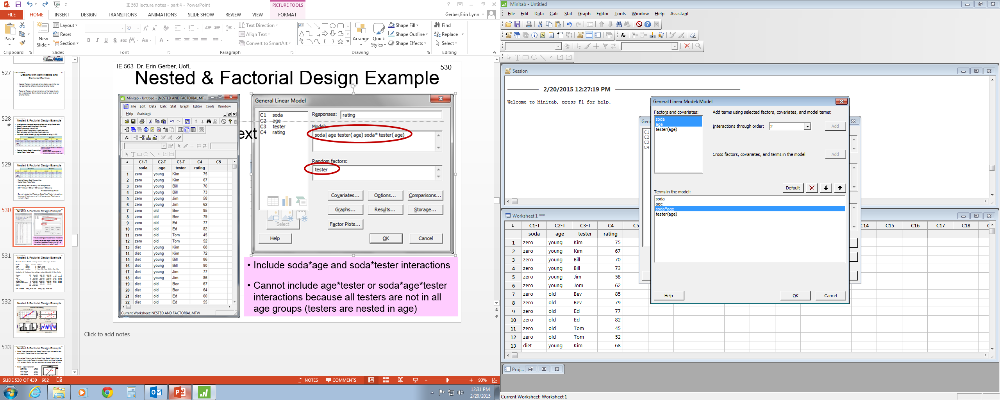 IE 563 lecture notes - part 4 - PowerPoint
PICTURE TOOLS
FILE HOME INSERT DESIGN TRANSITIONS ANIMATIONS SLIDE SHOW REVIEW VIEW FORMAT
Gerber,Erin Lynn
Paste
New Slide
Layout
Reset
Section
32
Text Direction
Align Text
Convert to SmartArt
Arrange
Quick Styles
Shape Fill
Shape Outline
Shape Effects
Find
Replace
Select
Clipboard Slides Font Paragraph Drawing Editing
527
Designs with both Nested and
Factorial Factors
528
Nested & Factorial Design Example
529
Nested & Factorial Design Example
530
Nested & Factorial Design Example
531
Nested & Factorial Design Example
532
Nested & Factorial Design Example
533
Nested & Factorial Design Example
IE 563 Dr. Erin Gerber, UofL
530
Nested & Factorial Design Example
Minitab - Untitled - [NESTED AND FACTORIAL.MT...
File Edit Data Calc Stat Graph Editor Tools Window
Help Assistant
C1-T C2-T C3-T C4 C5
soda age tester rating
1 zero young Kim 75
2 zero young Kim 67
3 zero young Bill 70
4 zero young Bill 73
5 zero young Jim 58
6 zero young Jim 62
7 zero old Bev 85
8 zero old Bev 79
9 zero old Ed 77
10 zero old Ed 82
11 zero old Tom 45
12 zero old Tom 52
13 diet young Kim 68
14 diet young Kim 72
15 diet young Bill 86
16 diet young Bill 80
17 diet young Jim 77
18 diet young Jim 86
19 diet old Bev 67
20 diet old Bev 64
21 diet old Ed 60
22 diet old Ed 55
Current Worksheet: NESTED AND FACTORIAL.MTW
ext
General Linear Model
C1 soda
C2 age
C3 tester
C4 rating
Responses: rating
Model:
soda| age tester( age) soda* tester( age)
Random factors:
tester
Covariates... Options... Comparisons...
Graphs... Results... Storage...
Select
Factor Plots...
Help OK Cancel
• Include soda*age and soda*tester interactions
• Cannot include age*tester or soda*age*tester
interactions because all testers are not in all
age groups (testers are nested in age)
Click to add notes
SLIDE 530 OF 430 .. 602
NOTES COMMENTS 93%
12:31 PM
2/20/2015
Minitab - Untitled
File Edit Data Calc Stat Graph Editor Tools Window Help Assistant
Session
2/20/2015 12:27:19 PM
Welcome to Minitab, press F1 for help.
Gene
C1
C2
C3
C4
General Linear Model: Model
Factors and covariates:
soda
age
tester(age)
Add terms using selected factors, covariates, and model terms:
Interactions through order: 2 Add
Cross factors, covariates, and terms in the model Add
Default
Terms in the model:
soda
age
soda*age
tester(age)
Help OK Cancel
Worksheet 1 ***
C1-T C2-T C3-T C4 C5 C14 C15 C16 C17 C18
soda age tester rating
1 zero young Kim 75
2 zero young Kim 67
3 zero young Bill 70
4 zero young Bill 73
5 zero young Jim 58
6 zero young Jom 62
7 zero old Bev 85
8 zero old Bev 79
9 zero old Ed 77
10 zero old Ed 82
11 zero old Tom 45
12 zero old Tom 52
13 diet young Kim 68
Proj...
Current Worksheet: Worksheet 1